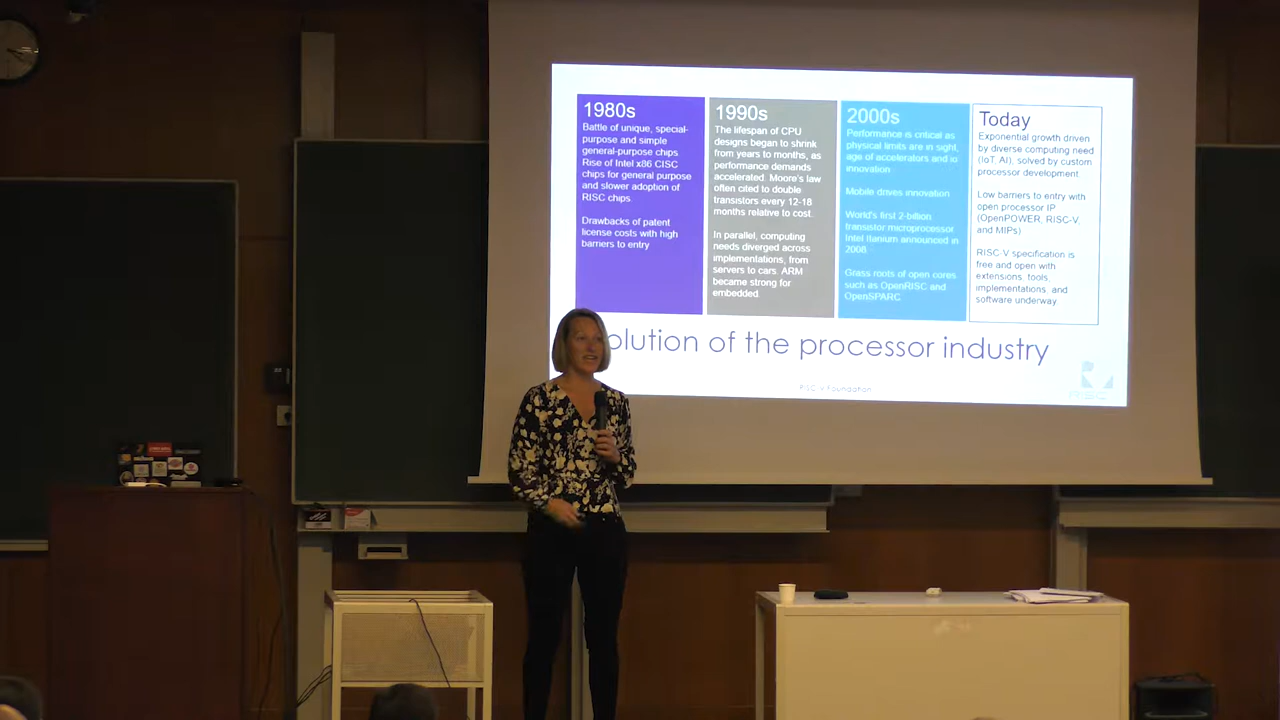 1980s
Battle of unique, special-
purpose and simple
general-purpose chips
Rise of Intel x86 CISC
chips for general purpose
and slower adoption of
RISC chips.
Drawbacks of patent
license costs with high
barriers to entry
1990s
The lifespan of CPU
designs began to shrink
from years to months, as
performance demands
accelerated. Moore's law
often cited to double
transistors every 12-18
months relative to cost.
In parallel, computing
needs diverged across
implementations, from
servers to cars. ARM
became strong for
embedded.
2000s
Performance is critical as
physical limits are in sight,
age of accelerators and io
innovation
Mobile drives innovation
World's first 2-billion
transistor microprocessor
Intel Itanium announced in
2008
Grass roots of open cores
such as OpenRISC and
OpenSPARC
Today
Exponential growth driven
by diverse computing need
(IoT, AI), solved by custom
processor development
Low barriers to entry with
open processor IP
(OpenPOWER, RISC-V,
and MIPs)
RISC-V specification is
free and open with
extensions, tools,
implementations, and
software underway
olution of the processor industry
RISC-V Foundation
RISC